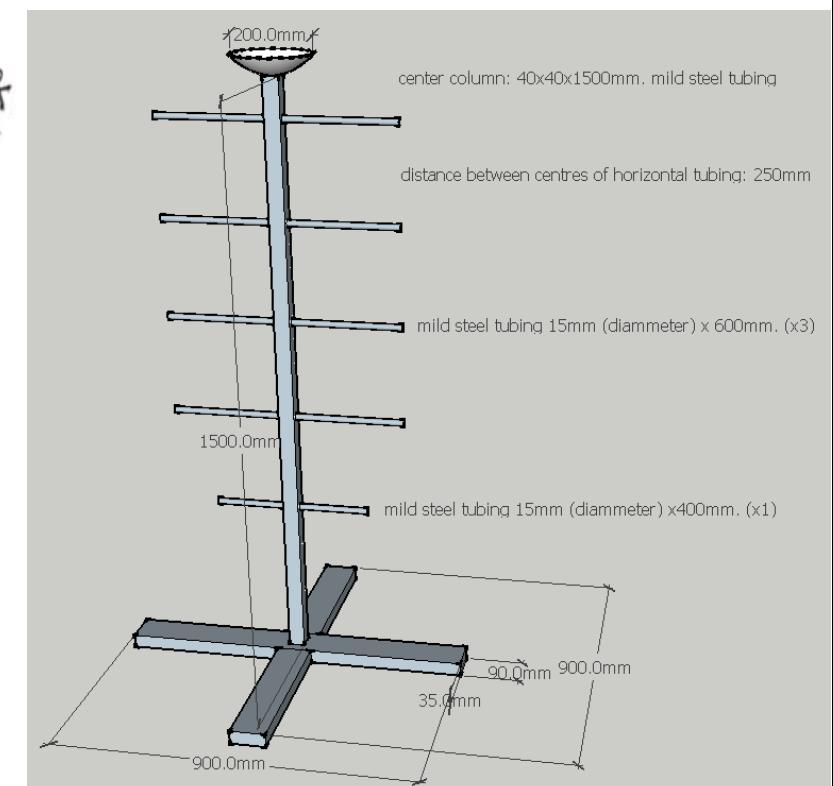 200.0mm
center column: 40x40x1500mm. mild steel tubing
distance between centres of horizontal tubing: 250mm
mild steel tubing 15mm (diammeter) x 600mm. (x3)
1500.0mm
mild steel tubing 15mm (diammeter) x400mm. (x1)
90.0mm
900.0mm
35.0mm
900.0mm